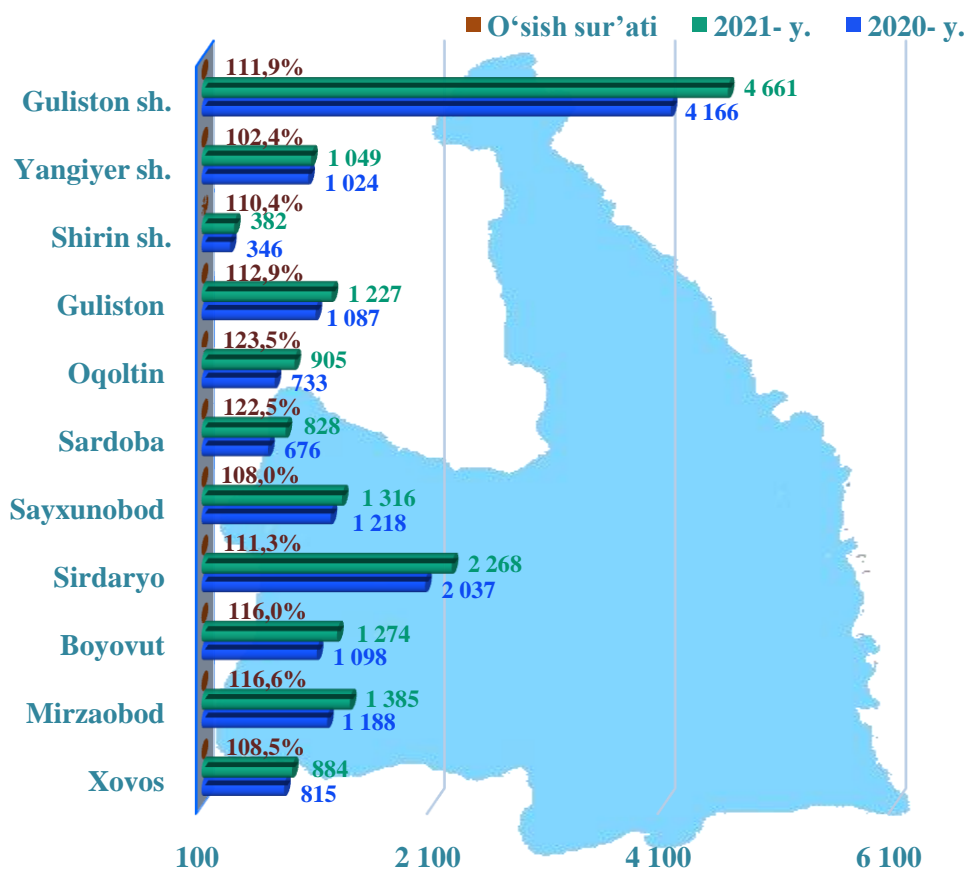 O‘sish sur’ati 2021- y. 2020- y.
111,9%
Guliston sh. 4 661
4 166
102,4%
Yangiyer sh. 1 049
1 024
110,4%
Shirin sh. 382
346
112,9%
Guliston 1 227
1 087
123,5%
Oqoltin 905
733
122,5%
Sardoba 828
676
108,0%
Sayxunobod 1 316
1 218
111,3%
Sirdaryo 2 268
2 037
116,0%
Boyovut 1 274
1 098
116,6%
Mirzaobod 1 385
1 188
108,5%
Xovos 884
815
100 2 100 4 100 6 100